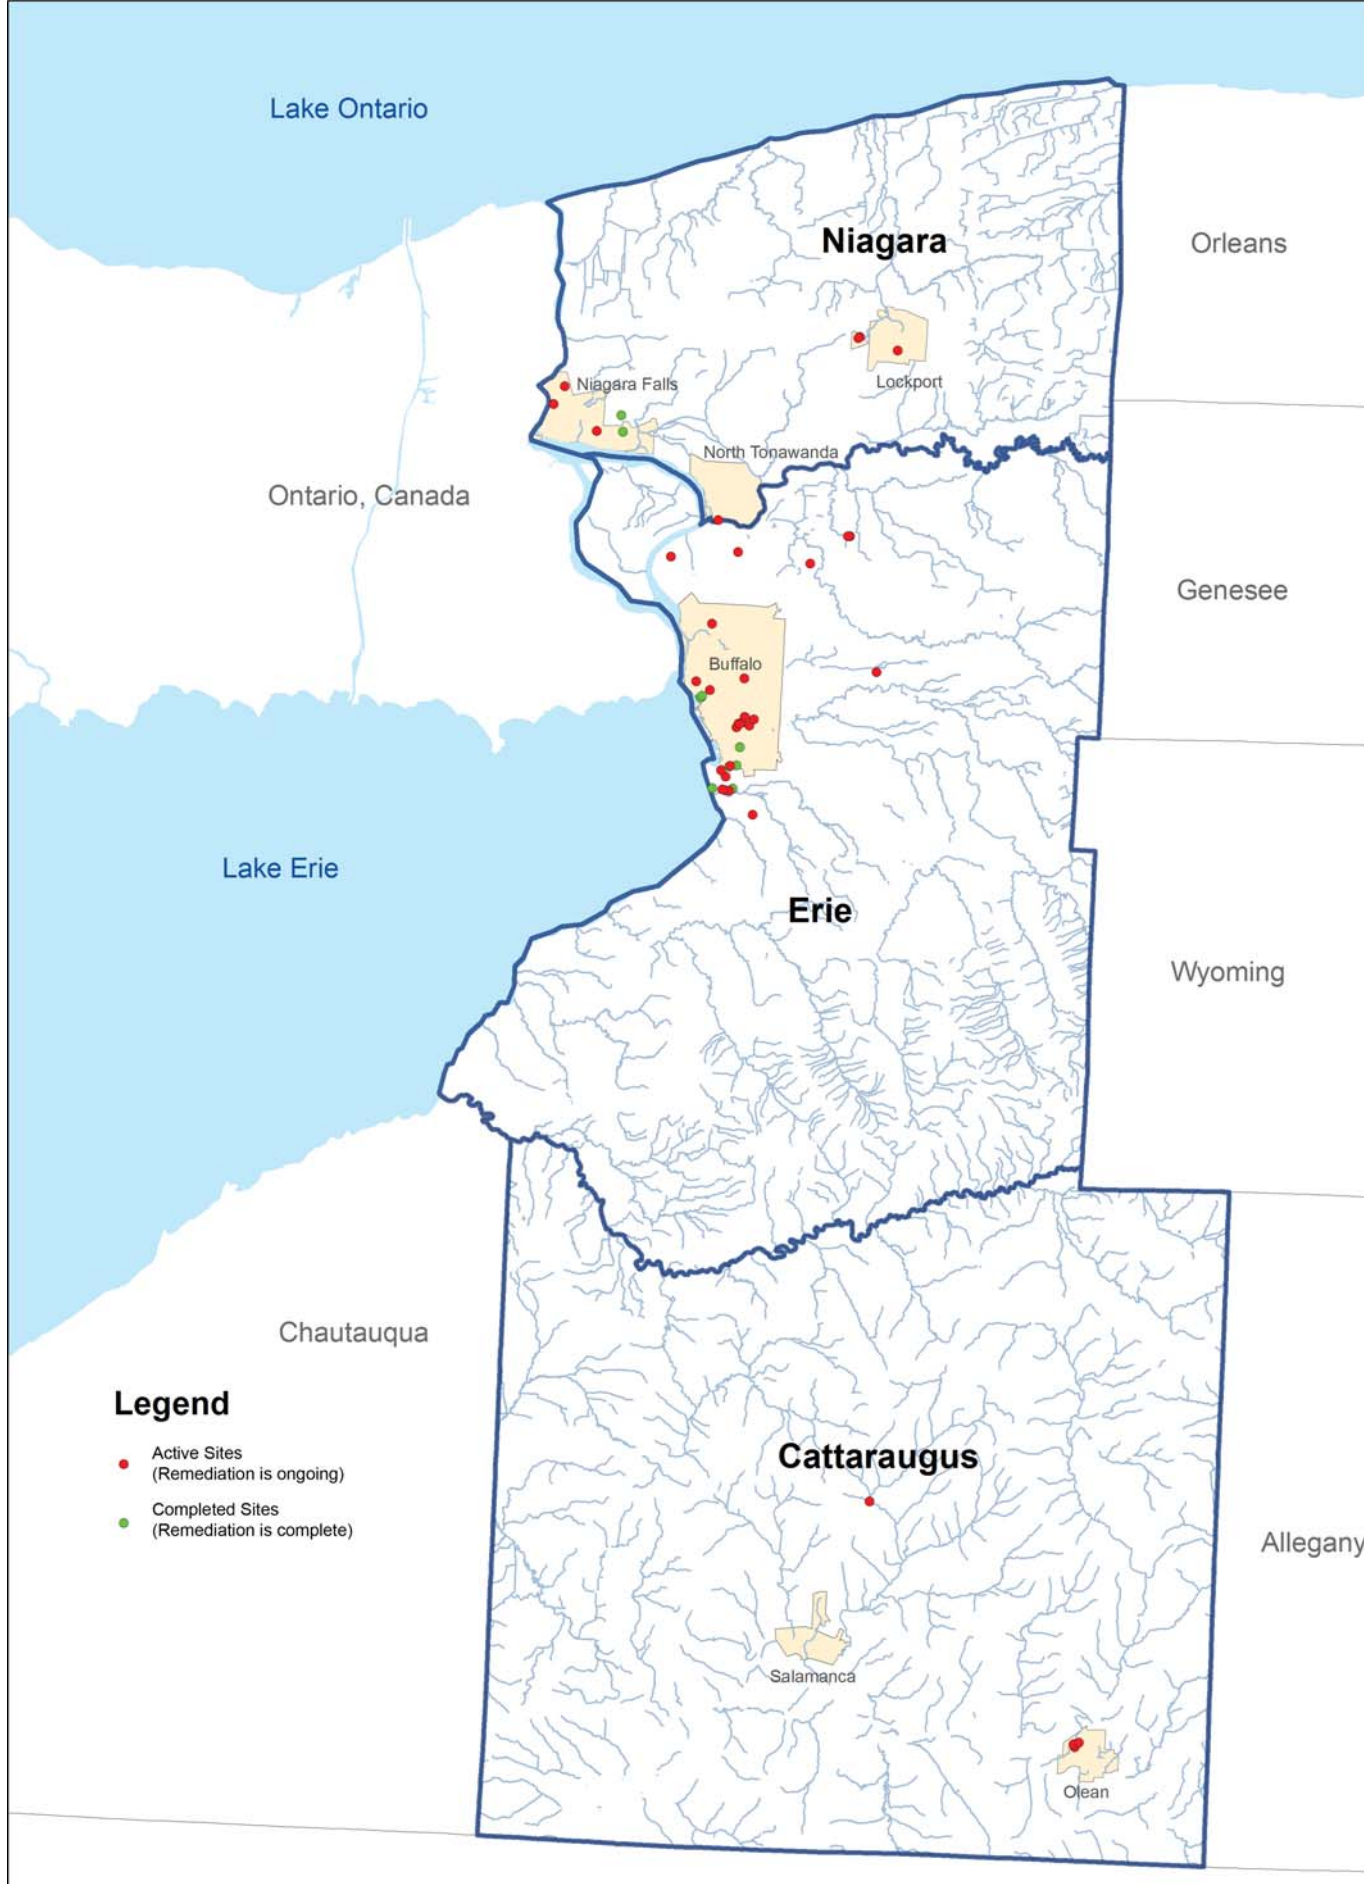 Lake Ontario
Niagara
Orleans
Niagara Falls
Lockport
North Tonawanda
Ontario, Canada
Genesee
Buffalo
Lake Erie
Erie
Wyoming
Chautauqua
Legend
Active Sites
(Remediation is ongoing)
Completed Sites
(Remediation is complete)
Cattaraugus
Allegany
Salamanca
Olean